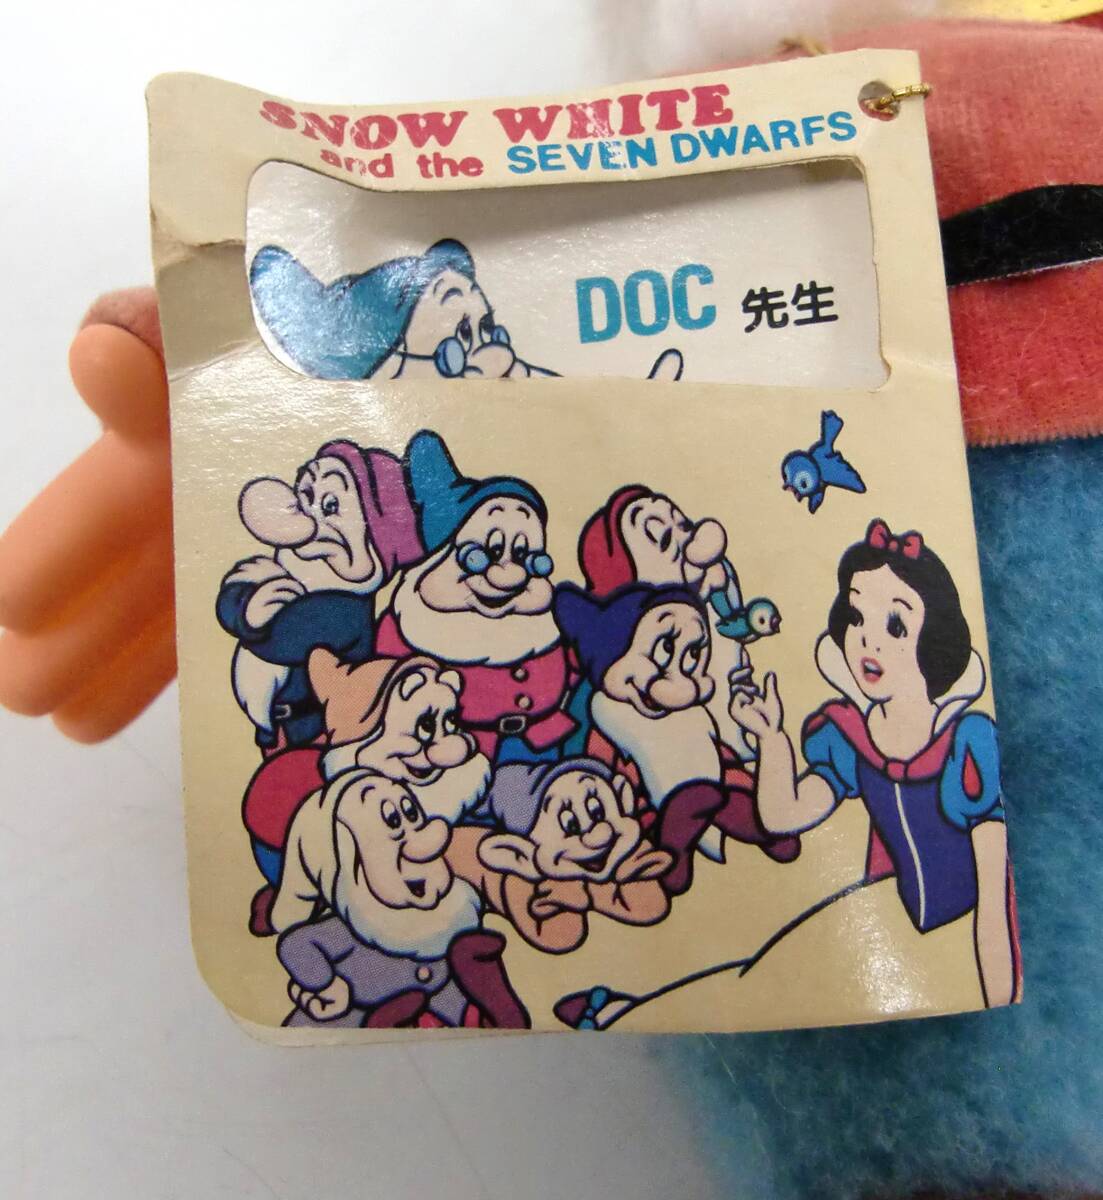 SNOW WHITE
and the SEVEN DWARFS
DOC 先生